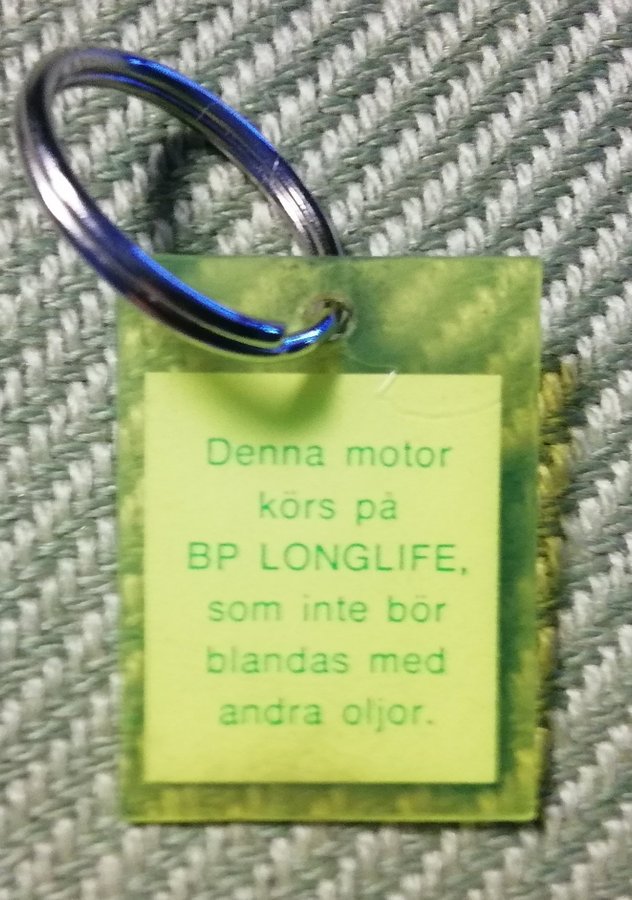 Denna motor
körs på
BP LONGLIFE,
som inte bör
blandas med
andra oljor.